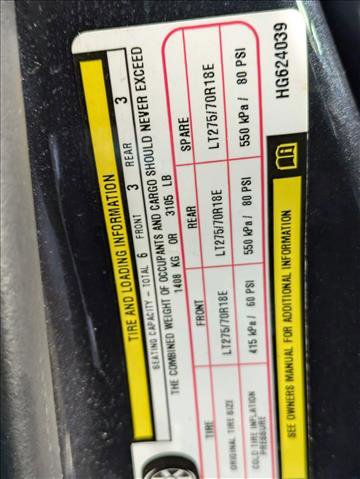 TIRE AND LOADING INFORMATION
SEATING CAPACITY - TOTAL 6 FRONT 3 REAR 3
THE COMBINED WEIGHT OF OCCUPANTS AND CARGO SHOULD NEVER EXCEED
1408 KG OR 3105 LB
TIRE FRONT REAR SPARE
ORIGINAL TIRE SIZE LT275/70R18E LT275/70R18E LT275/70R18E
COLD TIRE INFLATION PRESSURE 415 kPa/ 60 PSI 550 kPa/ 80 PSI 550 kPa/ 80 PSI
SEE OWNERS MANUAL FOR ADDITIONAL INFORMATION
HG624039